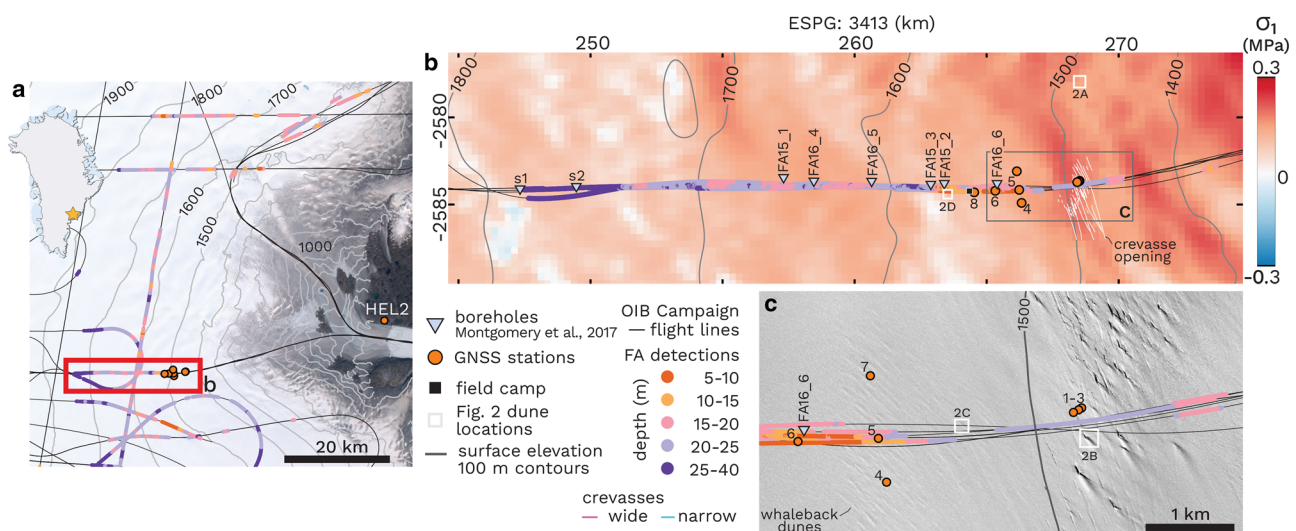 a
1900
1800
1700
1600
1500
1000
HEL2
b
20 km
ESPG: 3413 (km)
250
260
270
b
-2580
-2585
1800
1700
1600
1500
1400
s1
s2
FA15_1
FA16_4
FA16_5
FA15_3
FA15_2
FA16_6
2A
2D
8
6
5
4
C
crevasse
opening
σ1
(MPa)
0.3
0
-0.3
boreholes
Montgomery et al., 2017
GNSS stations
field camp
Fig. 2 dune
locations
surface elevation
100 m contours
OIB Campaign
flight lines
FA detections
depth (m)
5-10
10-15
15-20
20-25
25-40
crevasses
wide
narrow
c
1500
7
FA16_6
6
5
4
2C
1-3
2B
whaleback
dunes
1 km